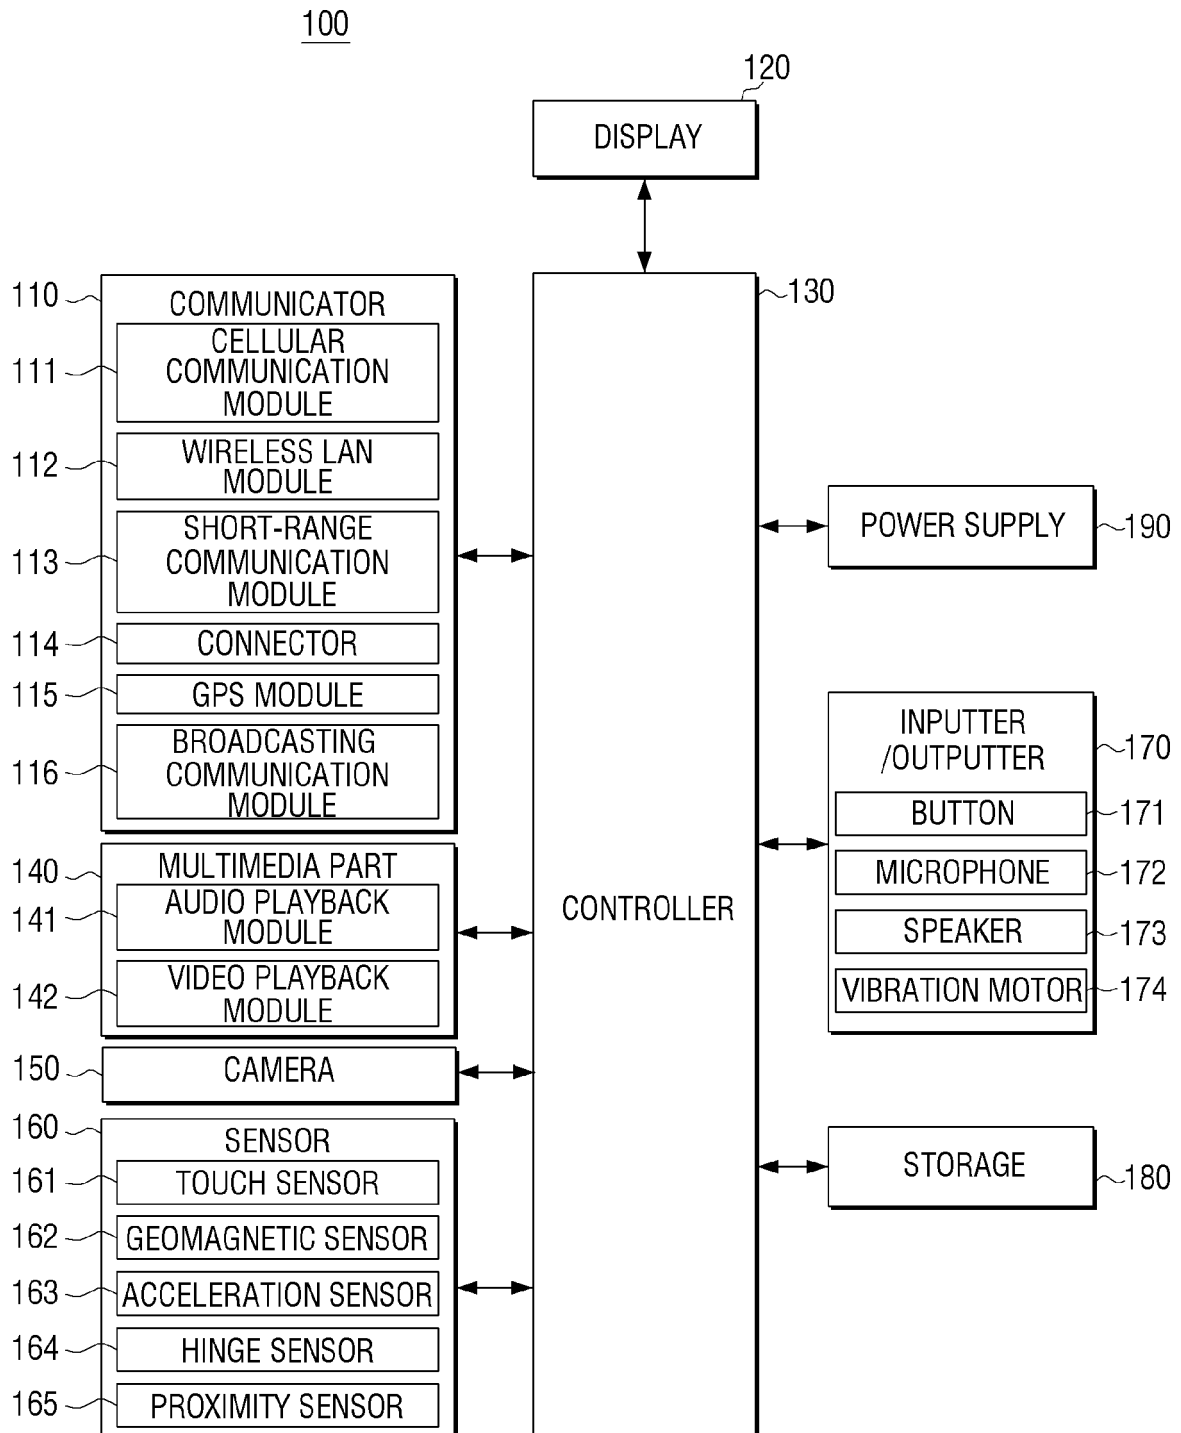 100
120
DISPLAY
110
COMMUNICATOR
111
CELLULAR
COMMUNICATION
MODULE
112
WIRELESS LAN
MODULE
113
SHORT-RANGE
COMMUNICATION
MODULE
114
CONNECTOR
115
GPS MODULE
116
BROADCASTING
COMMUNICATION
MODULE
140
MULTIMEDIA PART
141
AUDIO PLAYBACK
MODULE
142
VIDEO PLAYBACK
MODULE
150
CAMERA
160
SENSOR
161
TOUCH SENSOR
162
GEOMAGNETIC SENSOR
163
ACCELERATION SENSOR
164
HINGE SENSOR
165
PROXIMITY SENSOR
130
CONTROLLER
POWER SUPPLY
190
INPUTTER
/OUTPUTTER
170
BUTTON
171
MICROPHONE
172
SPEAKER
173
VIBRATION MOTOR
174
STORAGE
180